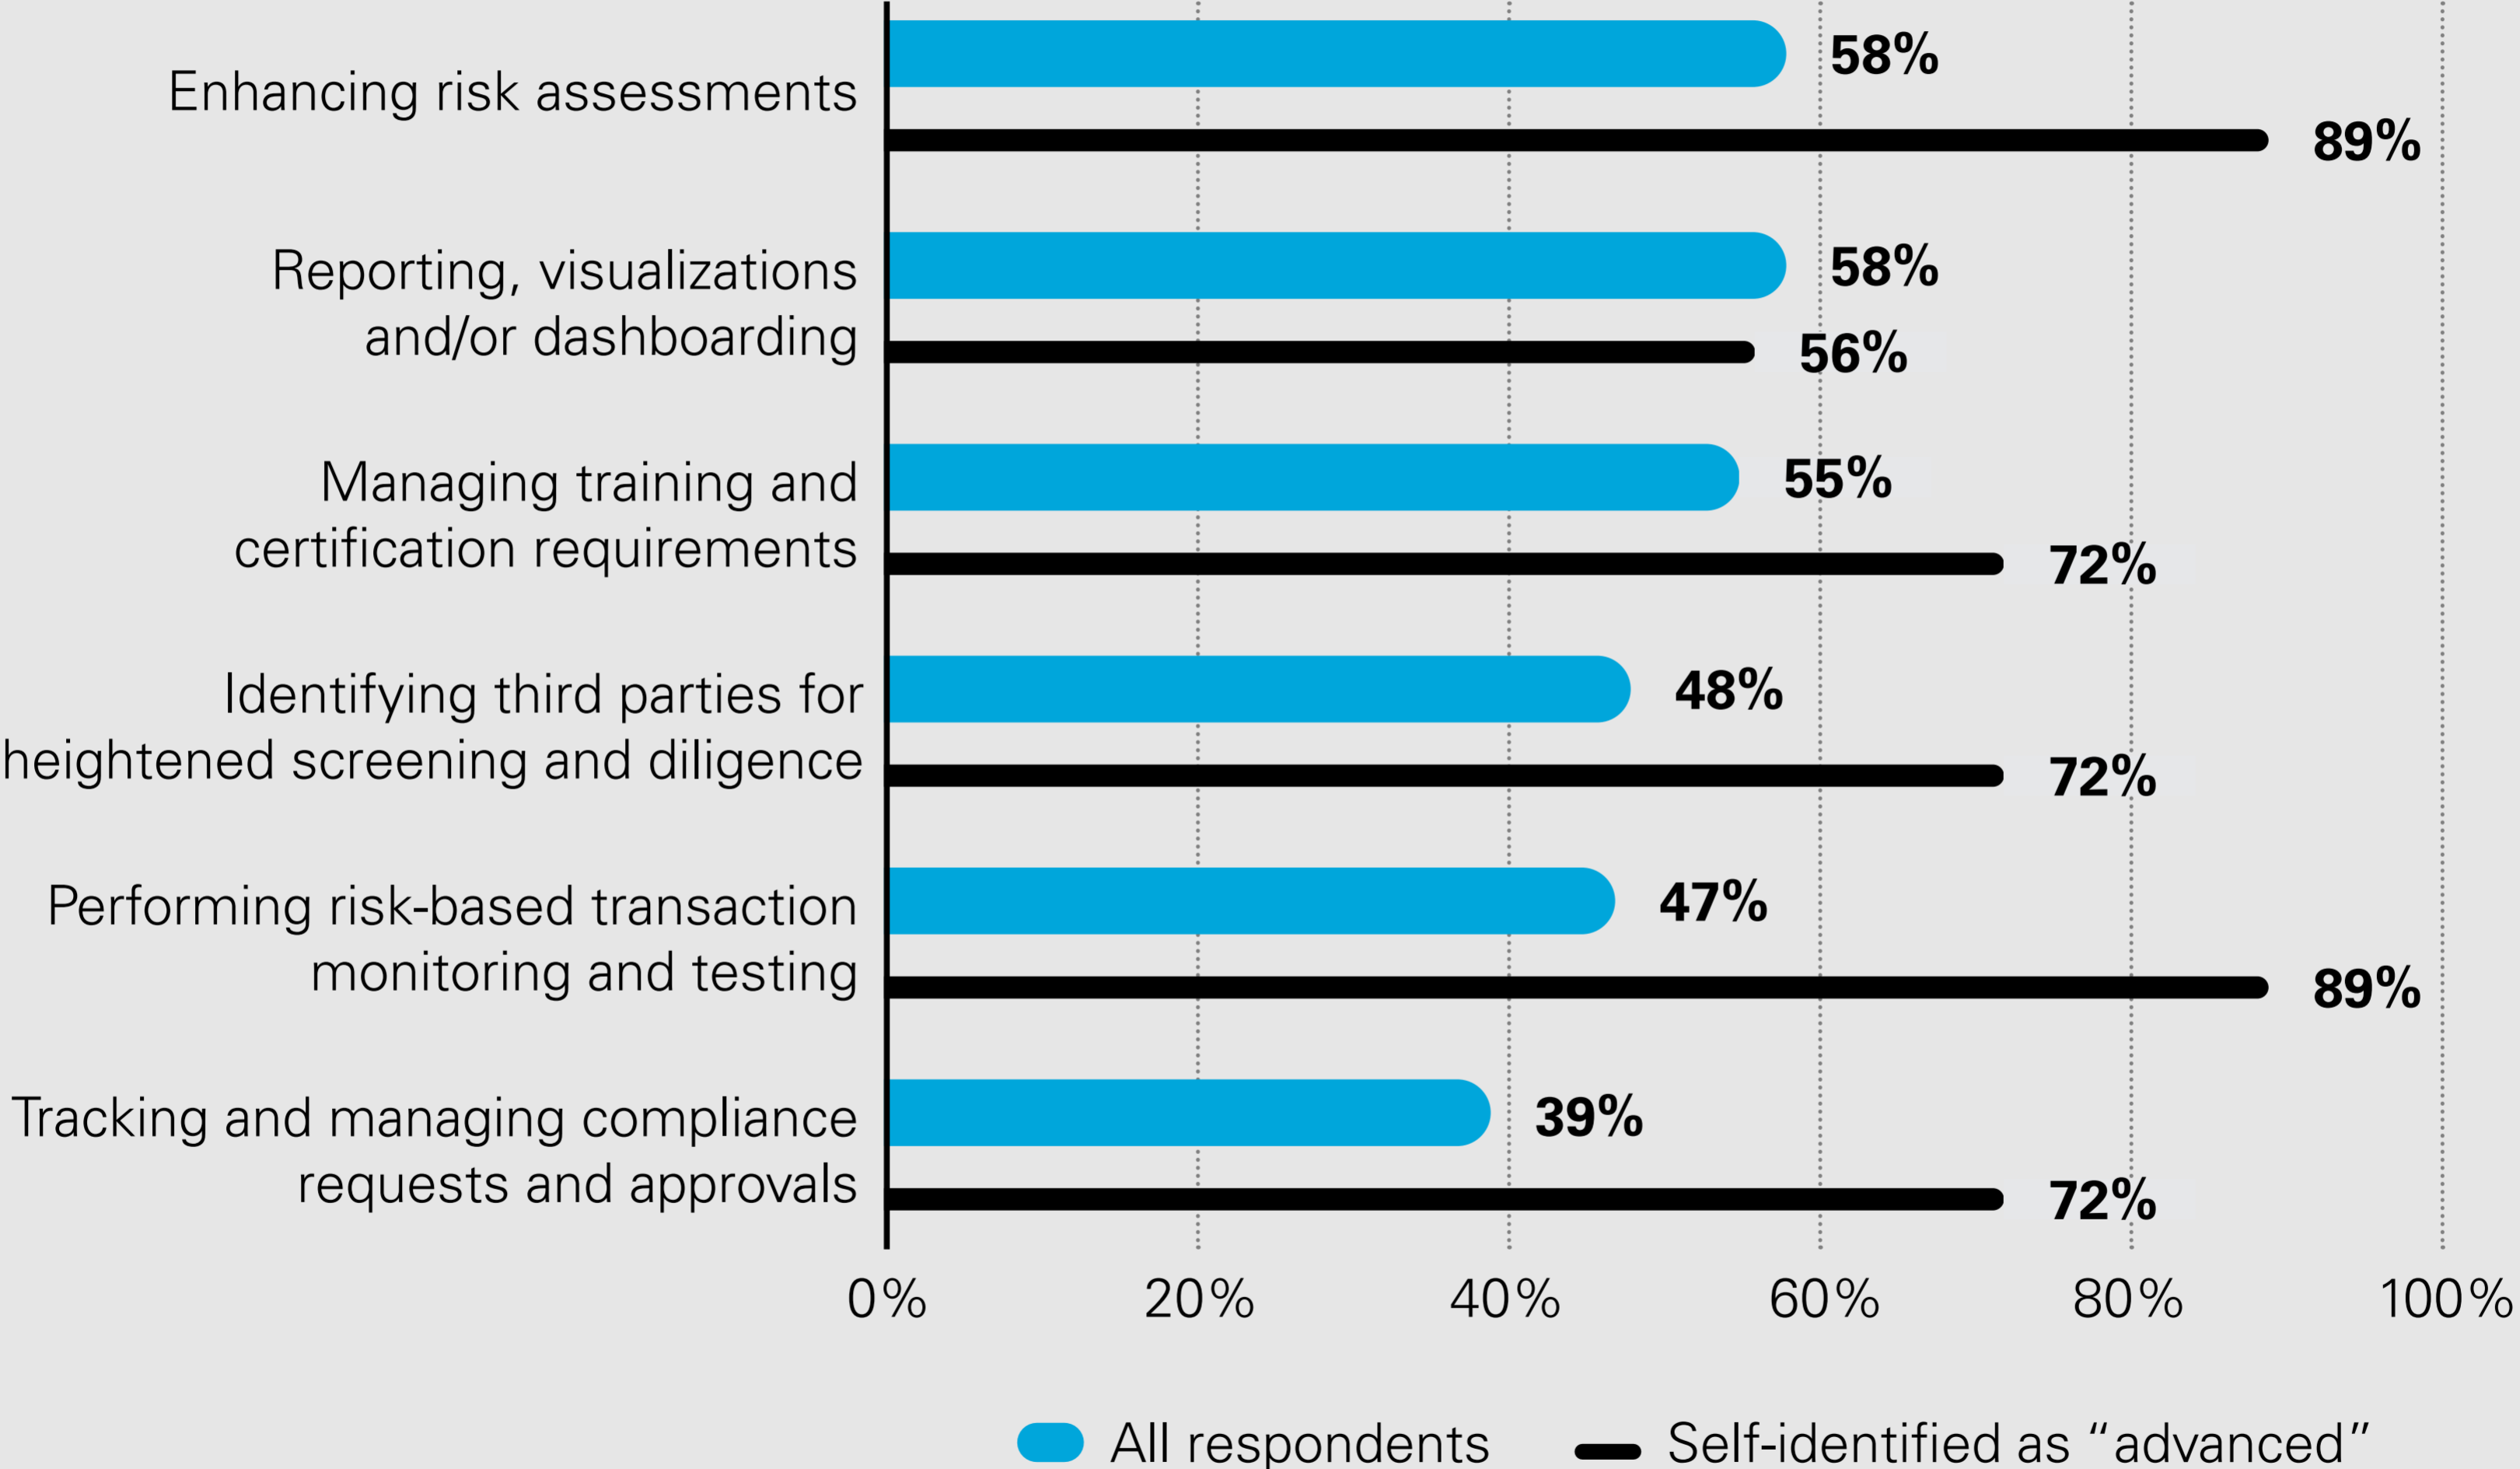 Enhancing risk assessments
58%
89%
Reporting, visualizations
and/or dashboarding
58%
56%
Managing training and
certification requirements
55%
72%
Identifying third parties for
heightened screening and diligence
48%
72%
Performing risk-based transaction
monitoring and testing
47%
89%
Tracking and managing compliance
requests and approvals
39%
72%
0% 20% 40% 60% 80% 100%
All respondents Self-identified as “advanced”